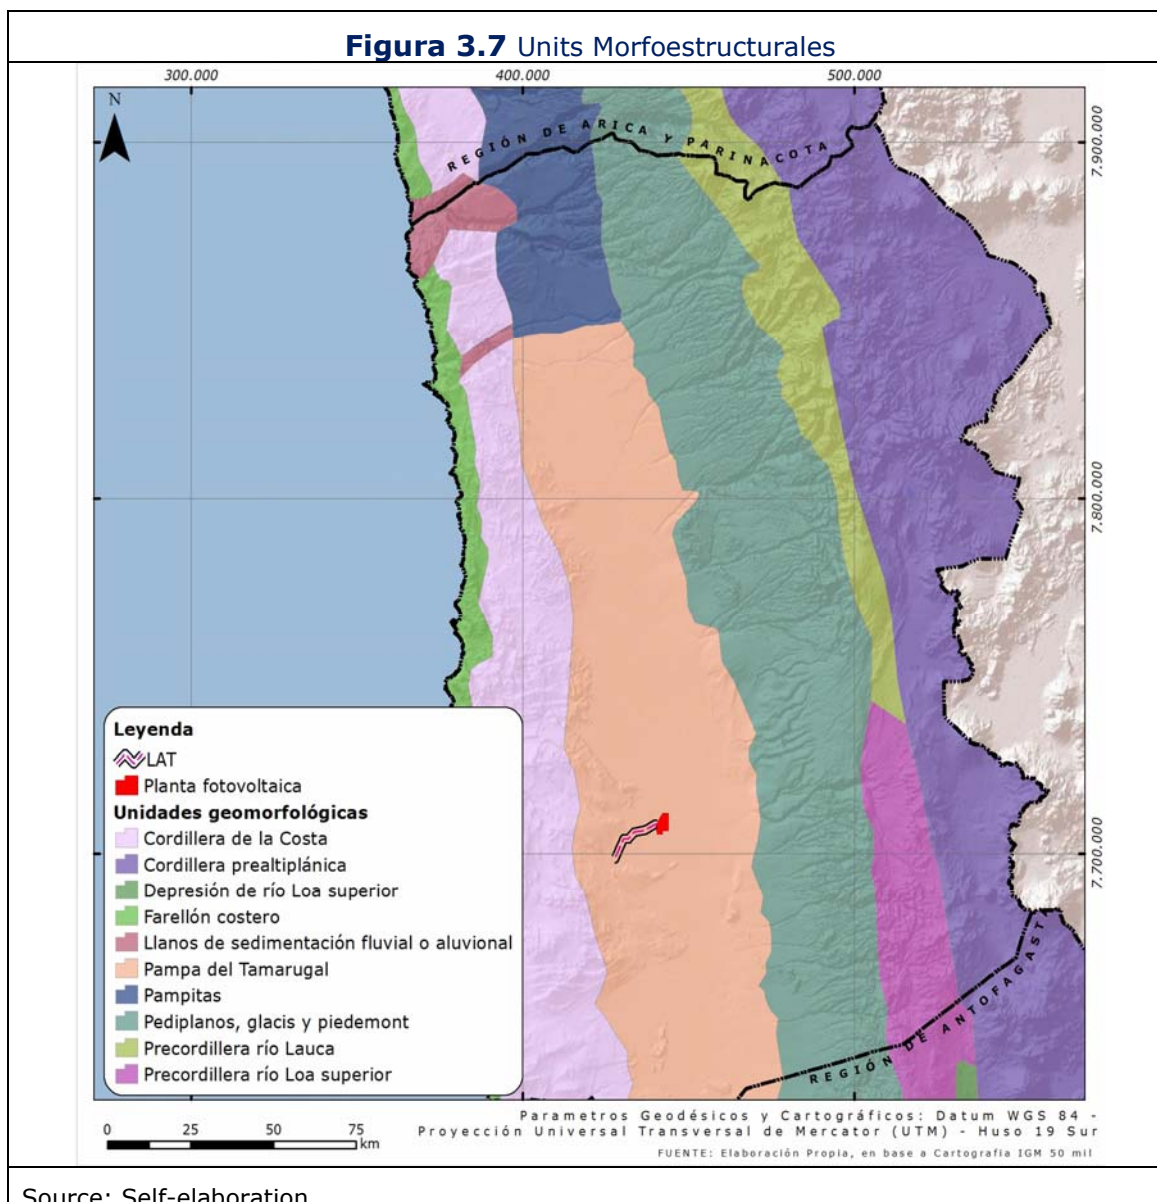 Figura 3.7 Units Morfoestructurales
300.000 400.000 500.000
N
7.900.000
REGIÓN DE ARICA Y PARINACOTA
7.800.000
7.700.000
Leyenda
LAT
Planta fotovoltaica
Unidades geomorfológicas
Cordillera de la Costa
Cordillera prealtiplánica
Depresión de río Loa superior
Farellón costero
Llanos de sedimentación fluvial o aluvional
Pampa del Tamarugal
Pampitas
Pediplanos, glacis y piedemont
Precordillera río Lauca
Precordillera río Loa superior
REGIÓN DE ANTOFAGAST
0 25 50 75
km
Parametros Geodésicos y Cartográficos: Datum WGS 84 -
Proyección Universal Transversal de Mercator (UTM) - Huso 19 Sur
FUENTE: Elaboración Propia, en base a Cartografia IGM 50 mil
Source: Self-elaboration